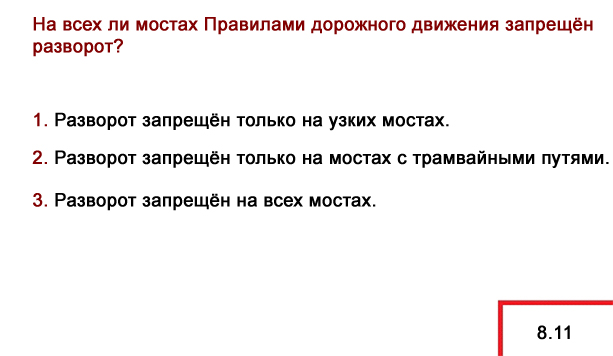 На всех ли мостах Правилами дорожного движения запрещён
разворот?
1. Разворот запрещён только на узких мостах.
2. Разворот запрещён только на мостах с трамвайными путями.
3. Разворот запрещён на всех мостах.
8.11